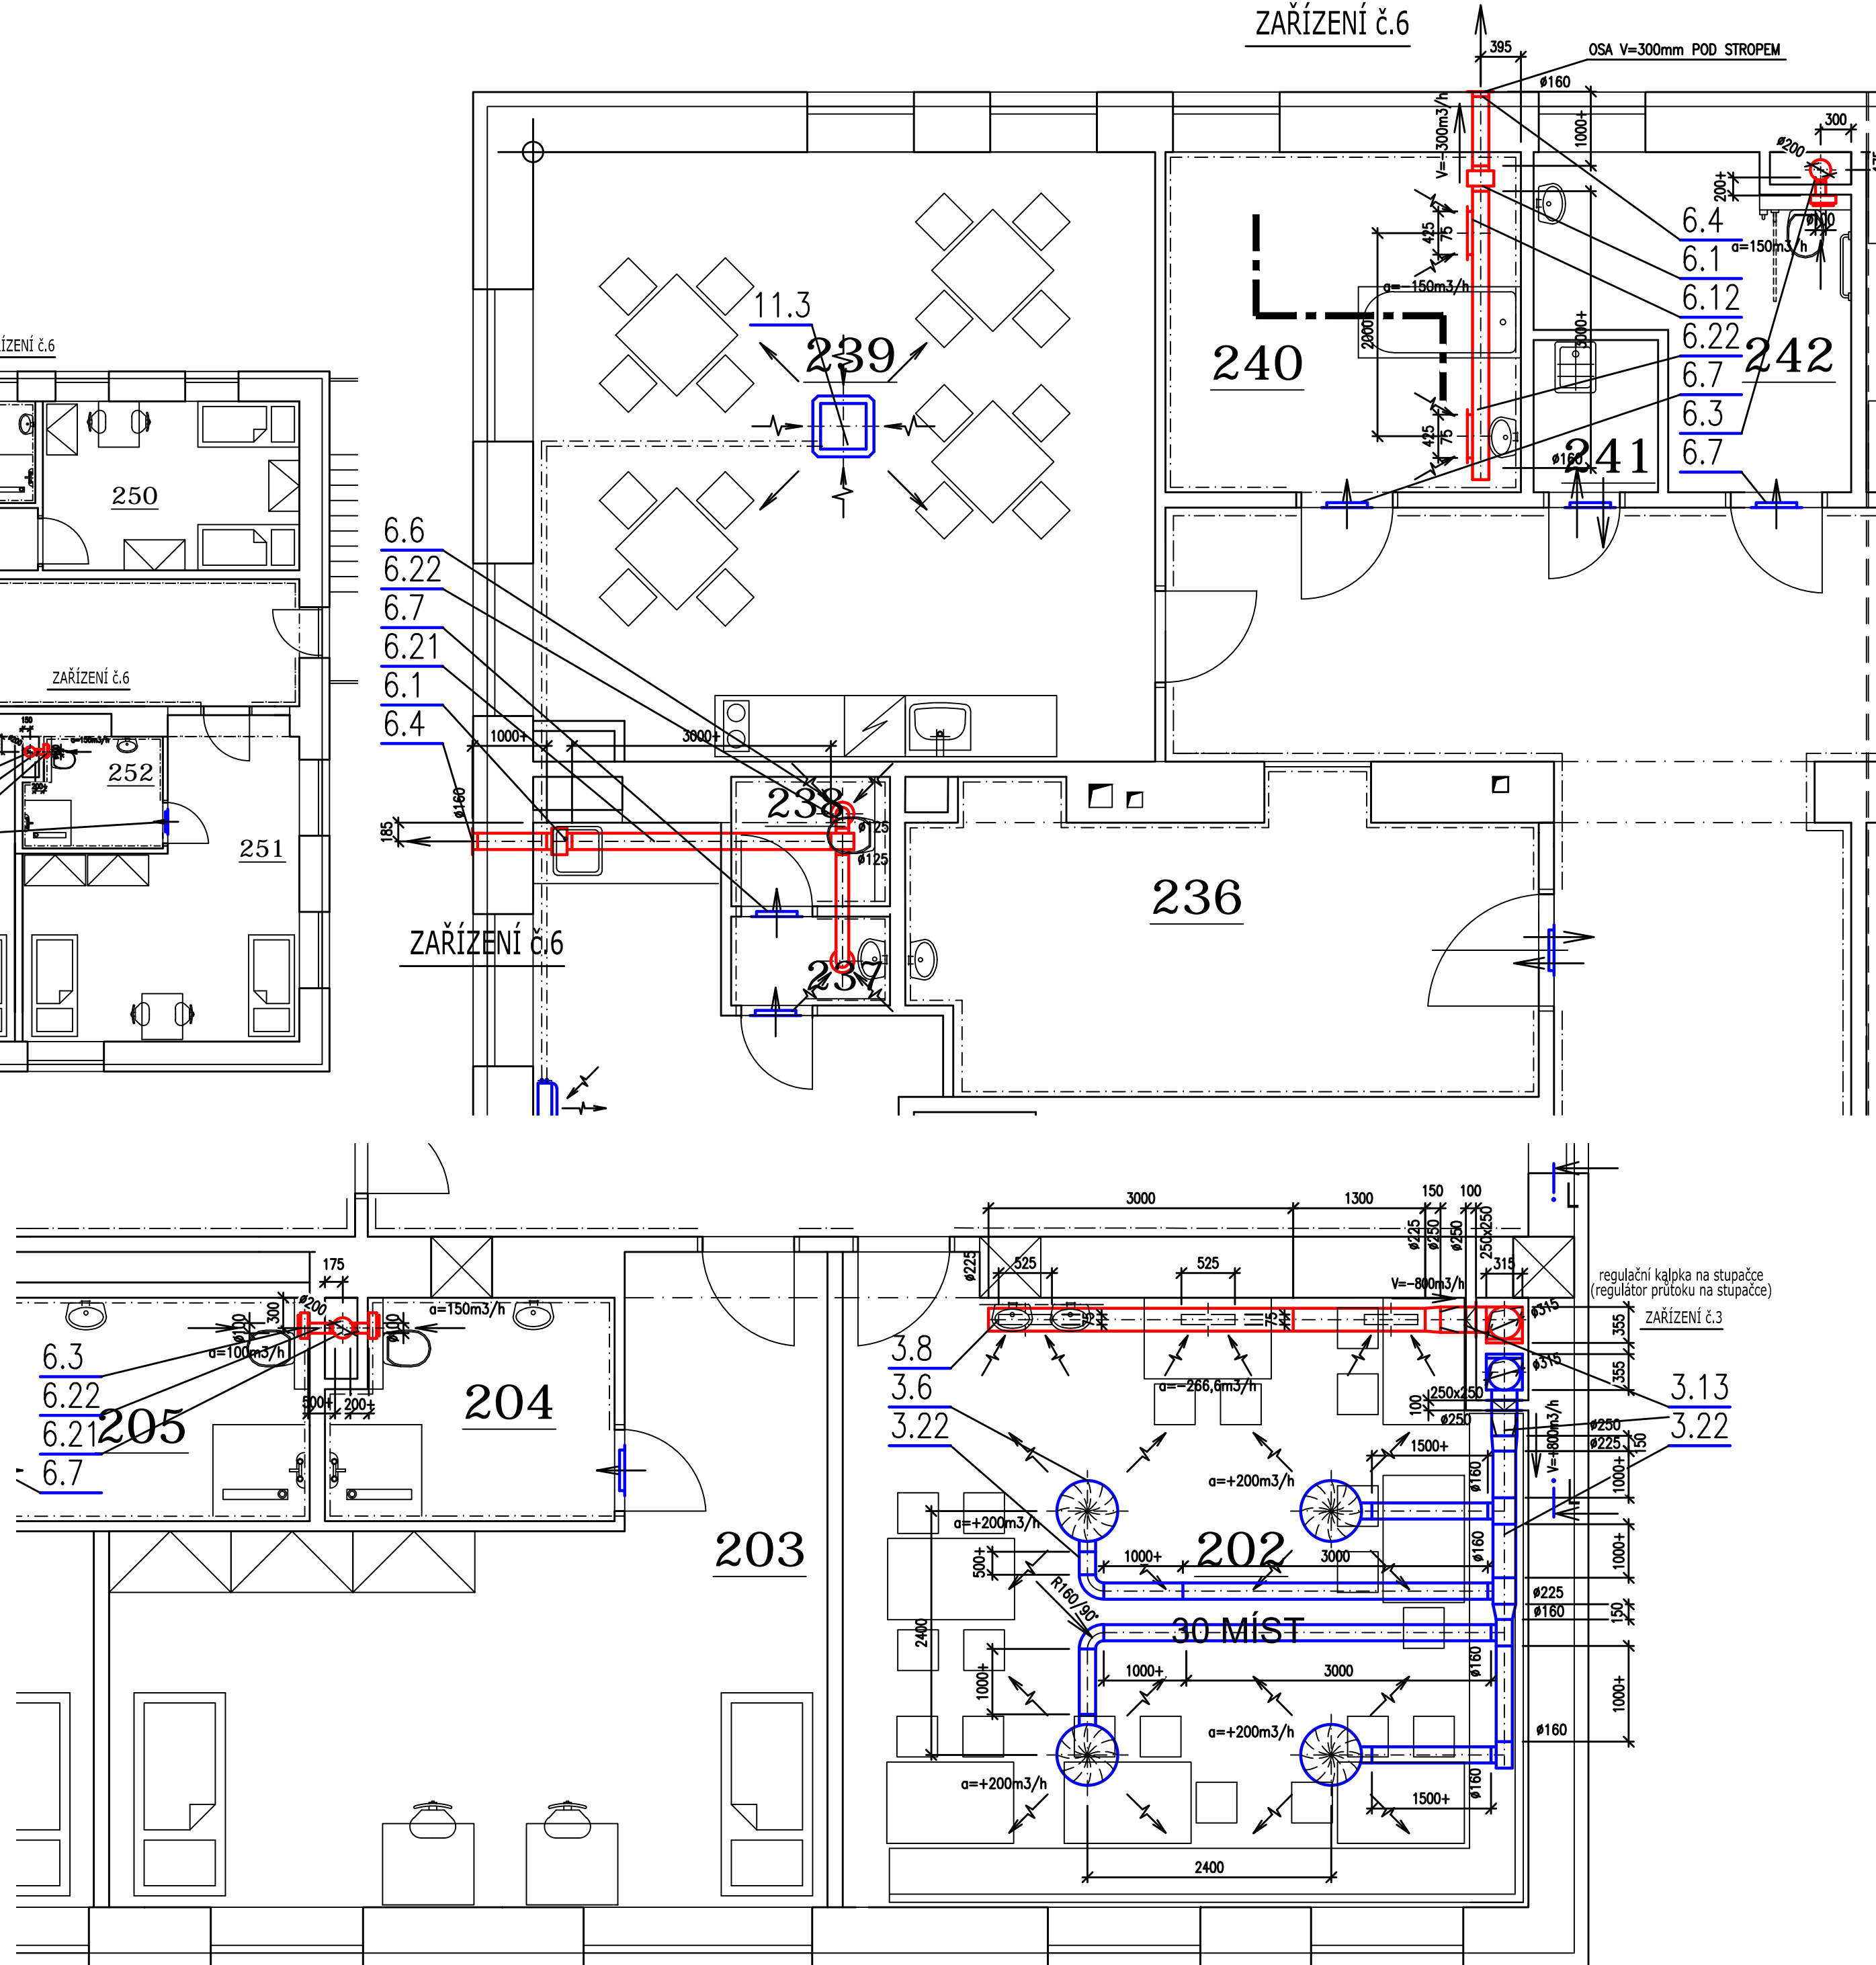 ZAŘÍZENÍ č.6
395
OSA V=300mm POD STROPEM
ø160
V=-300m3/h
1000+
300
ø200
200+
ø100
a=150m3/h
6.4
6.1
6.12
6.22
6.7
6.3
6.7
425
75
a=-150m3/h
2000
3000+
425
75
ø160
11.3
239
240
241
242
ZAŘÍZENÍ č.6
250
ZAŘÍZENÍ č.6
150
a=150m3/h
252
251
6.6
6.22
6.7
6.21
6.1
6.4
1000+
3000+
ø160
185
238
ø125
ø125
237
236
ZAŘÍZENÍ č.6
175
ø200
300
ø100
ø100
a=150m3/h
a=100m3/h
500+
200+
6.3
6.22
6.21
6.7
205
204
203
3000
1300
150
100
ø225
ø225
ø250
ø250
250x250
525
525
315
V=-800m3/h
75
75
ø315
355
regulační kalpka na stupačce
(regulátor průtoku na stupačce)
ZAŘÍZENÍ č.3
ø315
355
3.8
3.6
3.22
a=-266,6m3/h
250x250
100
ø250
3.13
3.22
V=+800m3/h
L
L
ø250
ø225
150
1000+
1500+
ø160
a=+200m3/h
a=+200m3/h
202
2400
500+
1000+
3000
ø160
1000+
R160/90°
ø225
ø160
150
30 MÍST
1000+
1000+
3000
ø160
1000+
ø160
a=+200m3/h
a=+200m3/h
1500+
ø160
2400